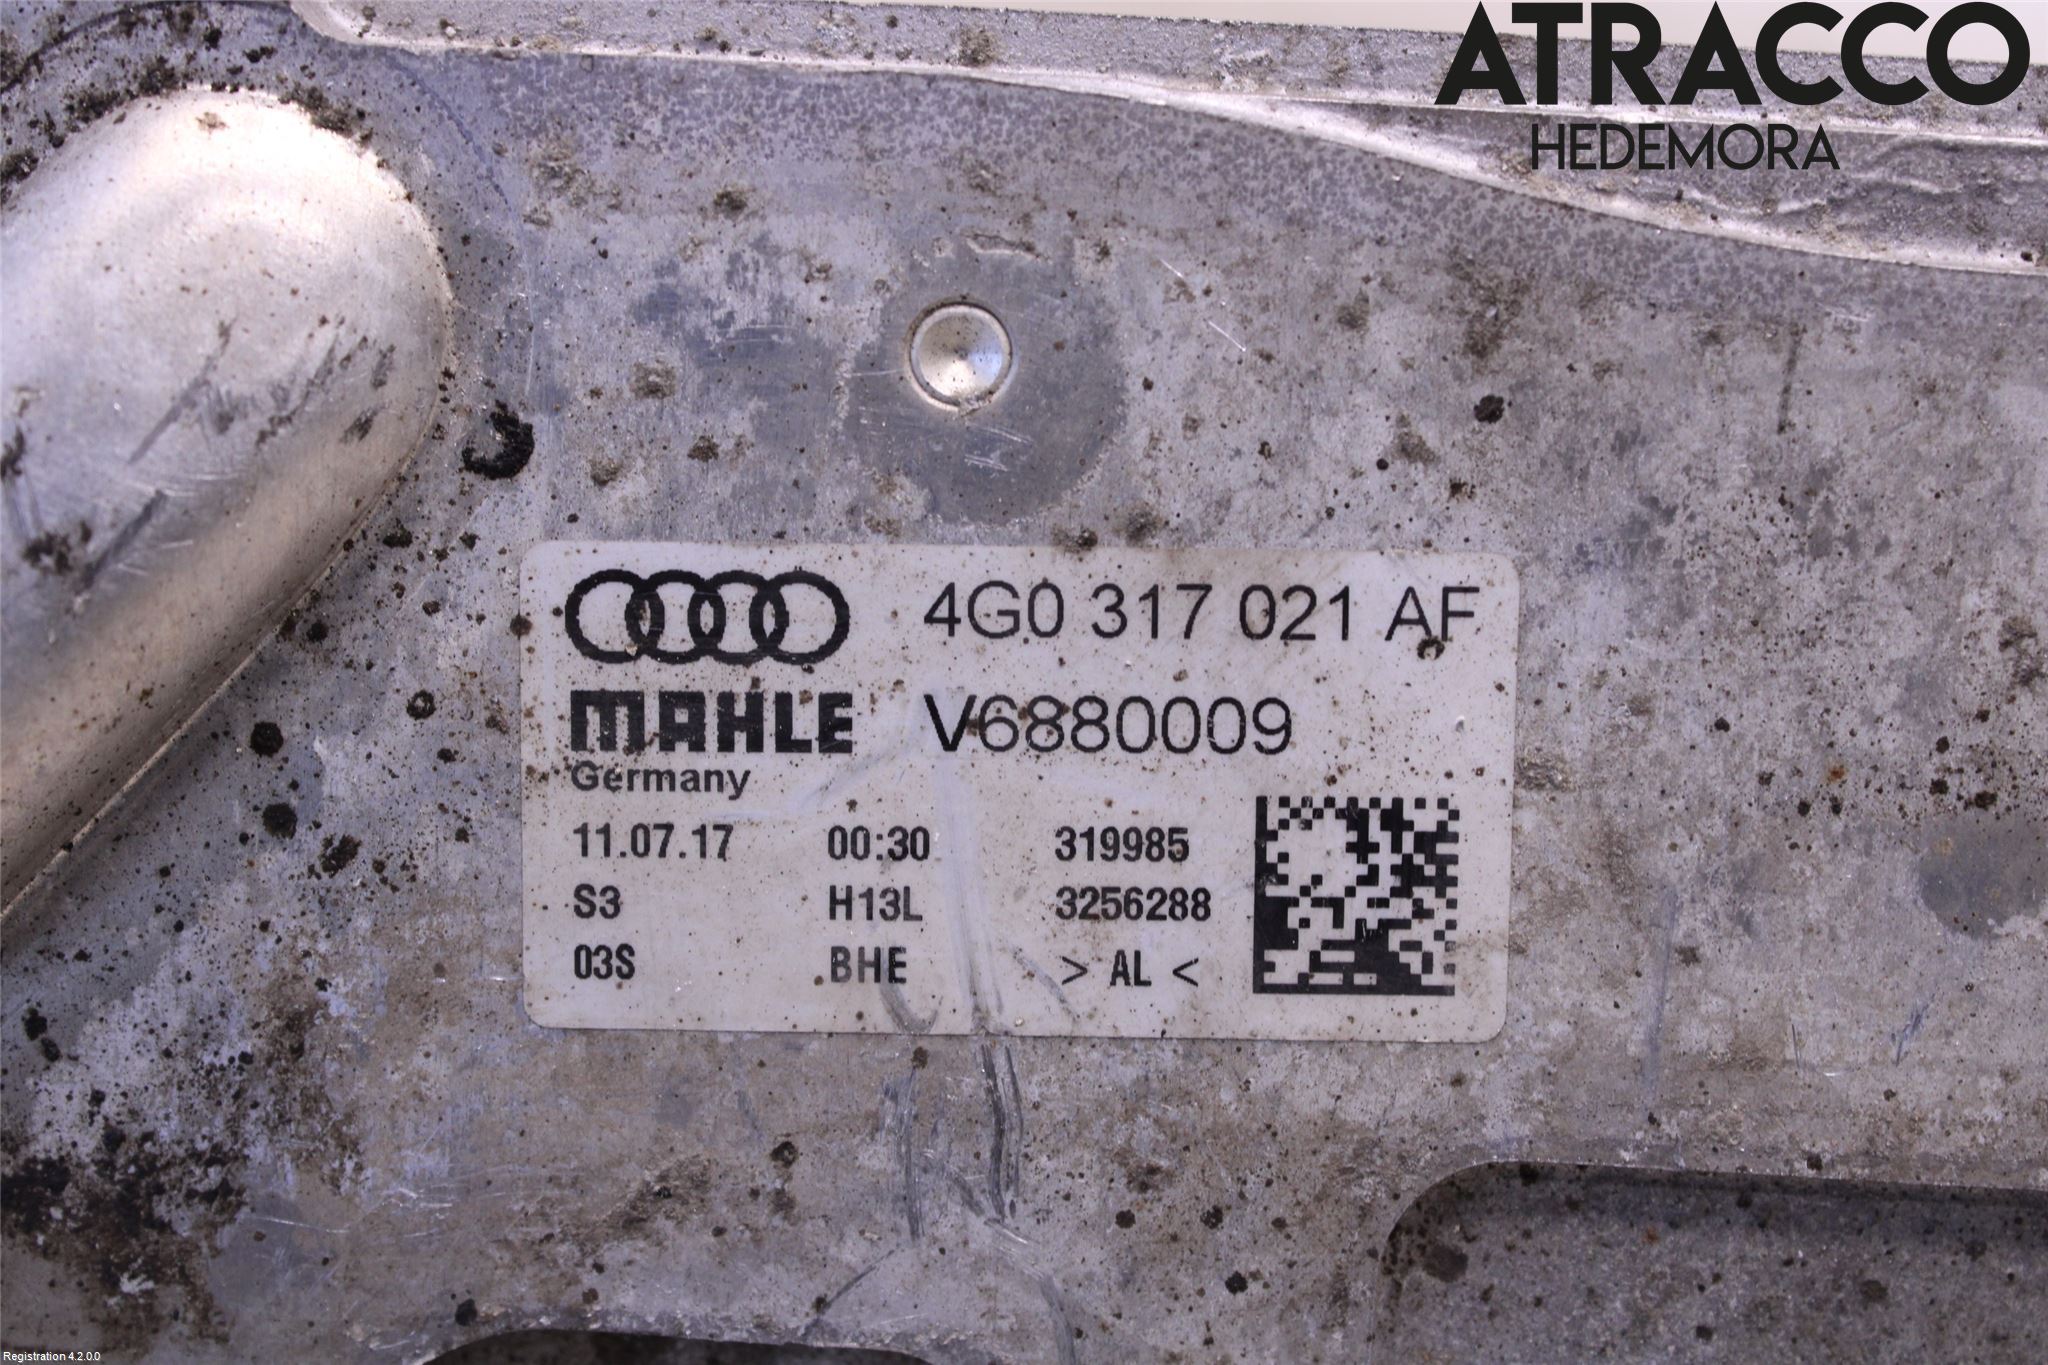 ATRACCO
HEDEMORA
4G0 317 021 AF
MAHLE V6880009
Germany
11.07.17 00:30 319985
S3 H13L 3256288
03S BHE > AL <
Registration 4.2.0.0